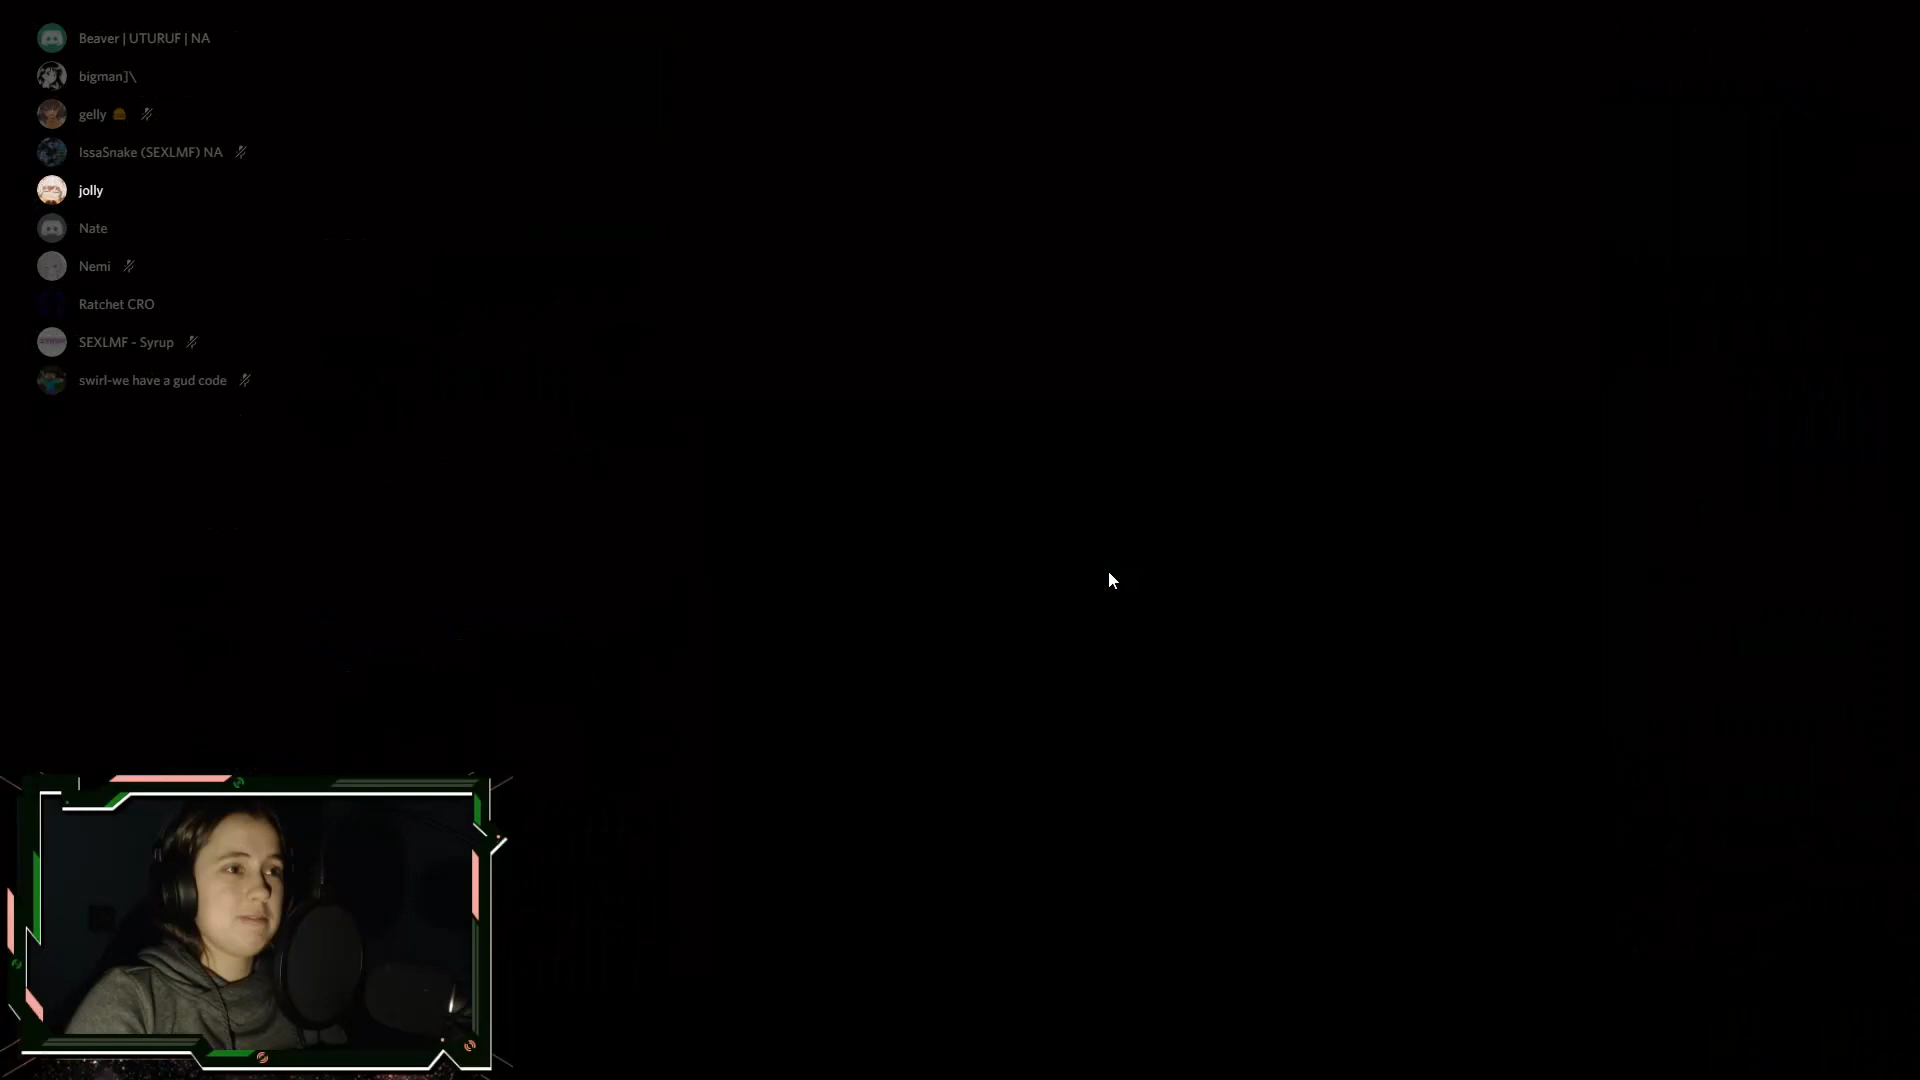 Beaver | UTURUF | NA
bigman]\
gelly 🍔
IssaSnake (SEXLMF) NA
jolly
Nate
Nemi
Ratchet CRO
SEXLMF - Syrup
swirl-we have a gud code